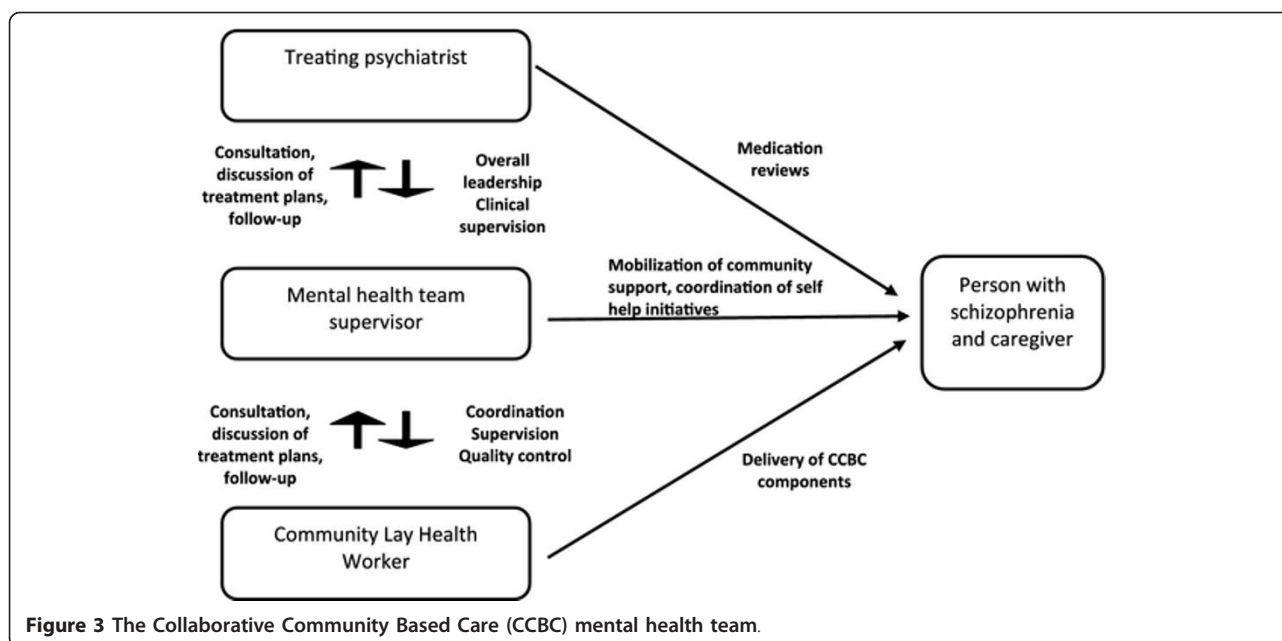 Treating psychiatrist
Consultation,
discussion of
treatment plans,
follow-up
Overall
leadership
Clinical
supervision
Medication
reviews
Mental health team
supervisor
Mobilization of community
support, coordination of self
help initiatives
Person with
schizophrenia
and caregiver
Consultation,
discussion of
treatment plans,
follow-up
Coordination
Supervision
Quality control
Delivery of CCBC
components
Community Lay Health
Worker
Figure 3 The Collaborative Community Based Care (CCBC) mental health team.